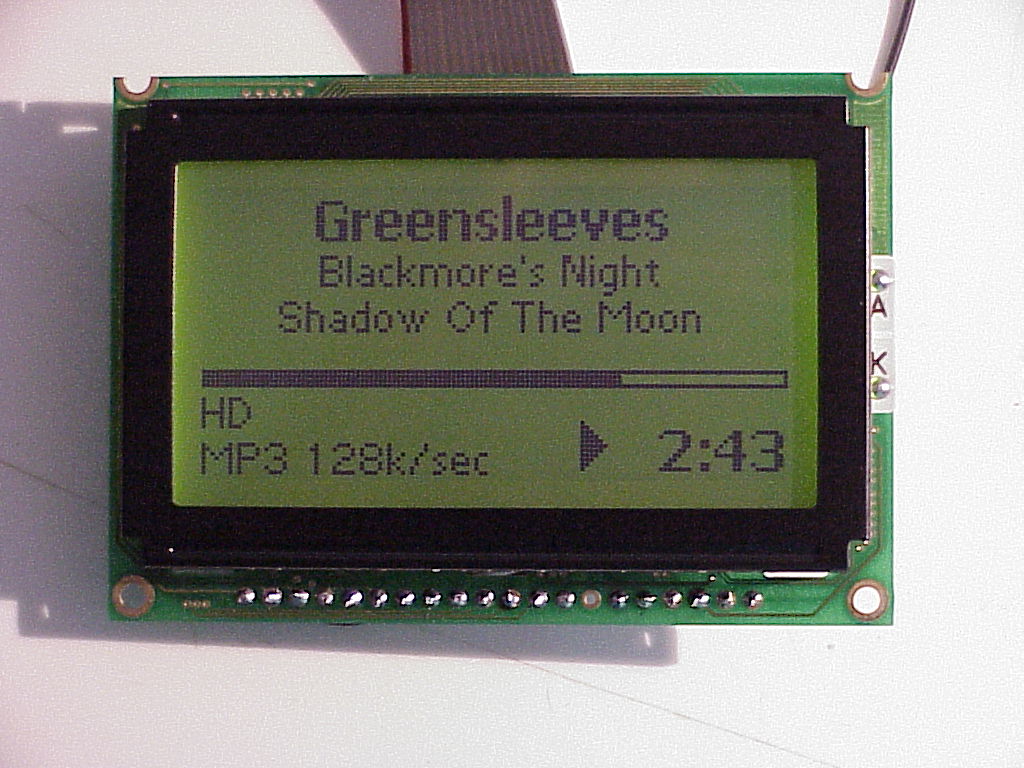 Greensleeves
Blackmore's Night
Shadow Of The Moon
HD
MP3 128k/sec
2:43
A
K